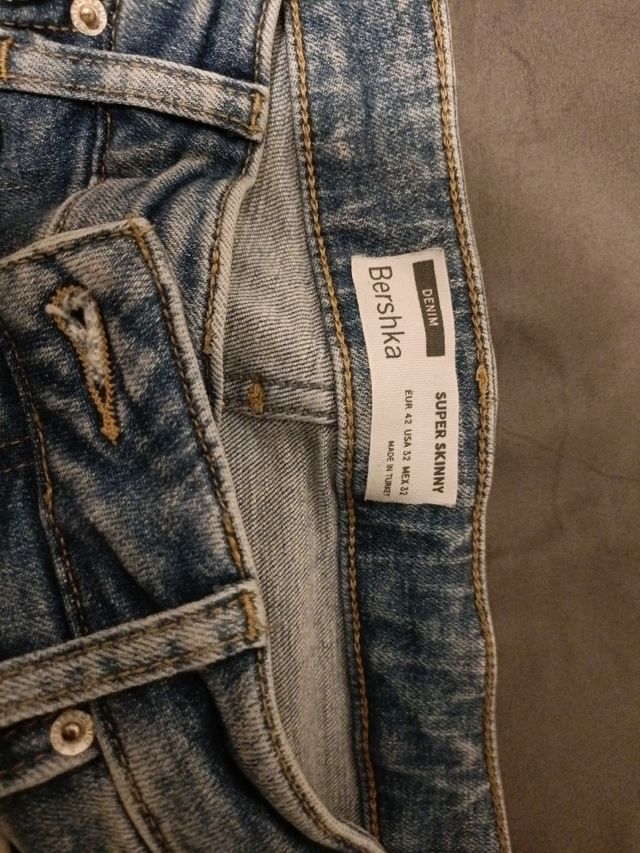 DENIM
Bershka
SUPER SKINNY
EUR 42 USA 32 MEX 32
MADE IN TURKEY